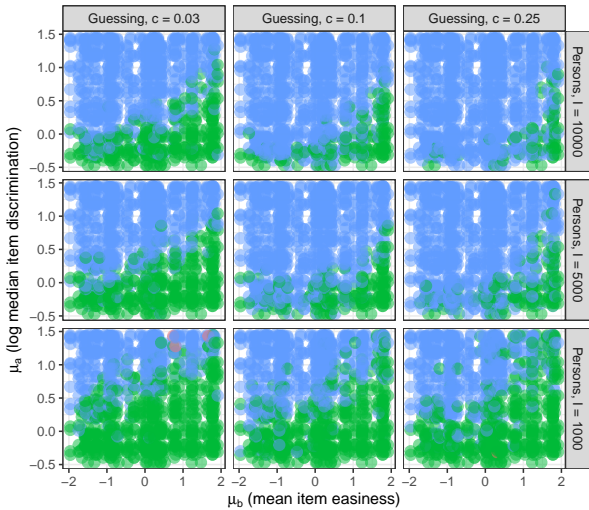 Guessing, c = 0.03
Guessing, c = 0.1
Guessing, c = 0.25
1.5
1.0
0.5
0.0
−0.5
Persons, I = 10000
1.5
1.0
0.5
0.0
−0.5
Persons, I = 5000
1.5
1.0
0.5
0.0
−0.5
Persons, I = 1000
−2 −1 0 1 2
−2 −1 0 1 2
−2 −1 0 1 2
μa (log median item discrimination)
μb (mean item easiness)